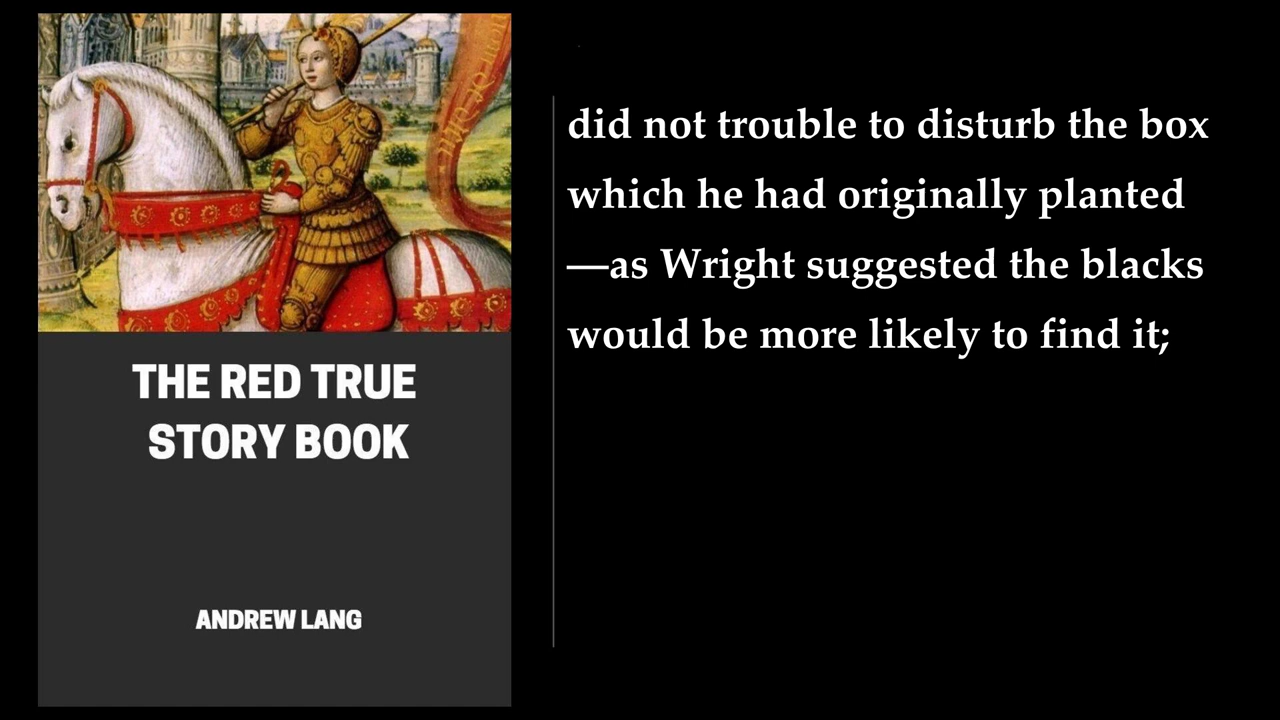 THE RED TRUE
STORY BOOK
ANDREW LANG
did not trouble to disturb the box
which he had originally planted
—as Wright suggested the blacks
would be more likely to find it;